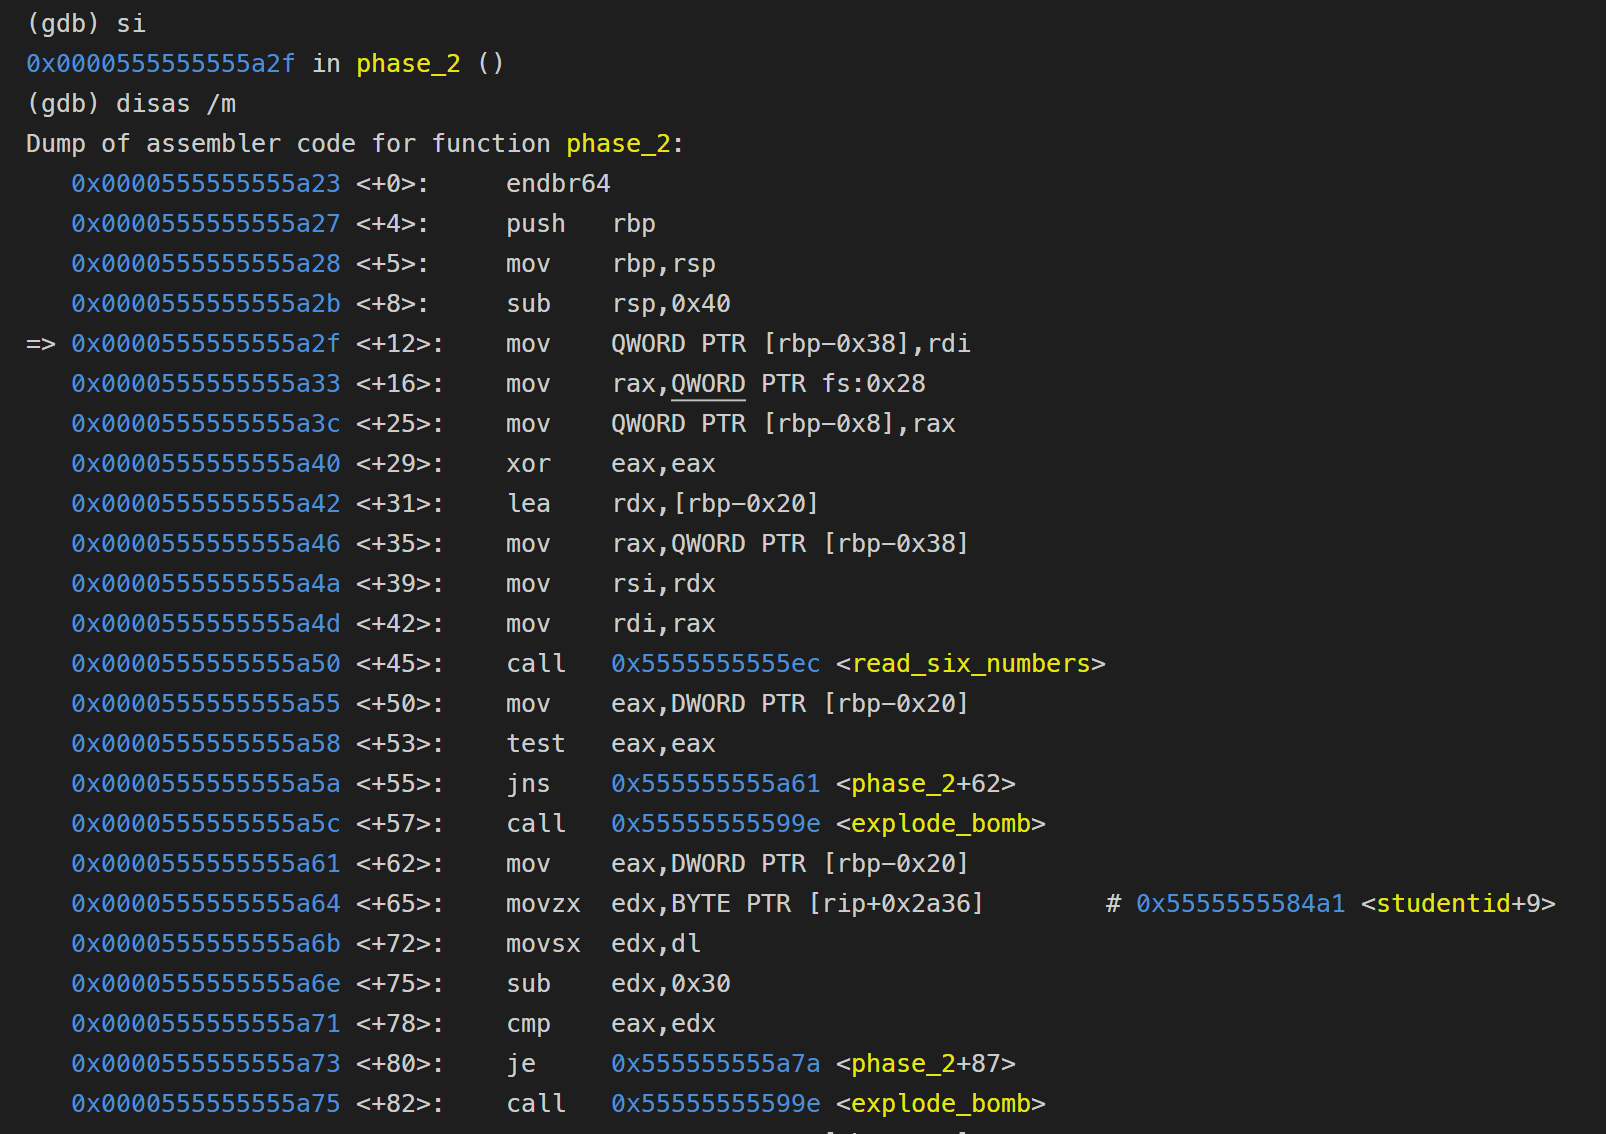 (gdb) si
0x0000555555555a2f in phase_2 ()
(gdb) disas /m
Dump of assembler code for function phase_2:
   0x0000555555555a23 <+0>:     endbr64
   0x0000555555555a27 <+4>:     push   rbp
   0x0000555555555a28 <+5>:     mov    rbp,rsp
   0x0000555555555a2b <+8>:     sub    rsp,0x40
=> 0x0000555555555a2f <+12>:    mov    QWORD PTR [rbp-0x38],rdi
   0x0000555555555a33 <+16>:    mov    rax,QWORD PTR fs:0x28
   0x0000555555555a3c <+25>:    mov    QWORD PTR [rbp-0x8],rax
   0x0000555555555a40 <+29>:    xor    eax,eax
   0x0000555555555a42 <+31>:    lea    rdx,[rbp-0x20]
   0x0000555555555a46 <+35>:    mov    rax,QWORD PTR [rbp-0x38]
   0x0000555555555a4a <+39>:    mov    rsi,rdx
   0x0000555555555a4d <+42>:    mov    rdi,rax
   0x0000555555555a50 <+45>:    call   0x5555555555ec <read_six_numbers>
   0x0000555555555a55 <+50>:    mov    eax,DWORD PTR [rbp-0x20]
   0x0000555555555a58 <+53>:    test   eax,eax
   0x0000555555555a5a <+55>:    jns    0x555555555a61 <phase_2+62>
   0x0000555555555a5c <+57>:    call   0x55555555599e <explode_bomb>
   0x0000555555555a61 <+62>:    mov    eax,DWORD PTR [rbp-0x20]
   0x0000555555555a64 <+65>:    movzx  edx,BYTE PTR [rip+0x2a36]        # 0x5555555584a1 <studentid+9>
   0x0000555555555a6b <+72>:    movsx  edx,dl
   0x0000555555555a6e <+75>:    sub    edx,0x30
   0x0000555555555a71 <+78>:    cmp    eax,edx
   0x0000555555555a73 <+80>:    je     0x555555555a7a <phase_2+87>
   0x0000555555555a75 <+82>:    call   0x55555555599e <explode_bomb>